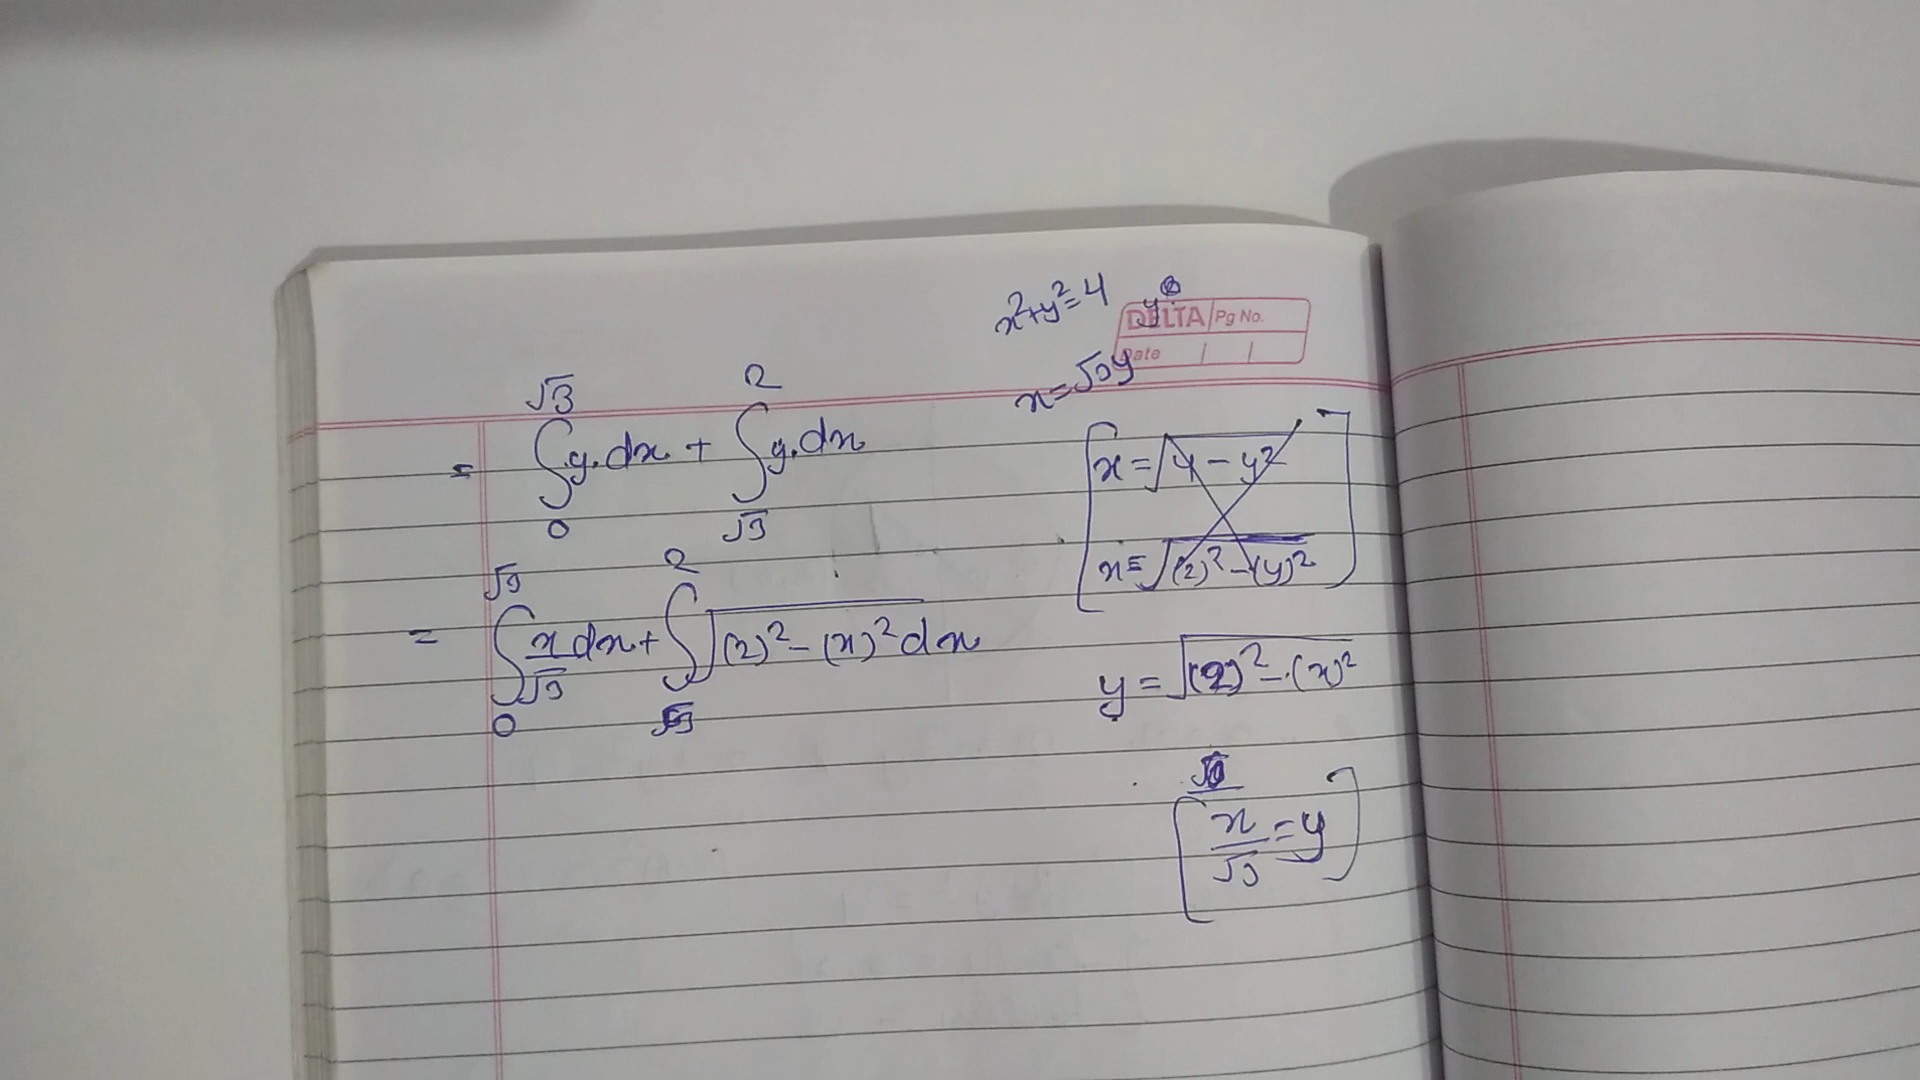 x²+y²=4 y
DELTA Pg No.
Date
x=√3y
= ∫₀^√3 y.dx + ∫_√3^2 y.dx
x=√4-y²
x=√(2)²-(y)²
= ∫₀^√3 x/√3 dx + ∫_√3^2 √(2)²-(x)² dx
y=√(2)²-(x)²
x/√3 = y